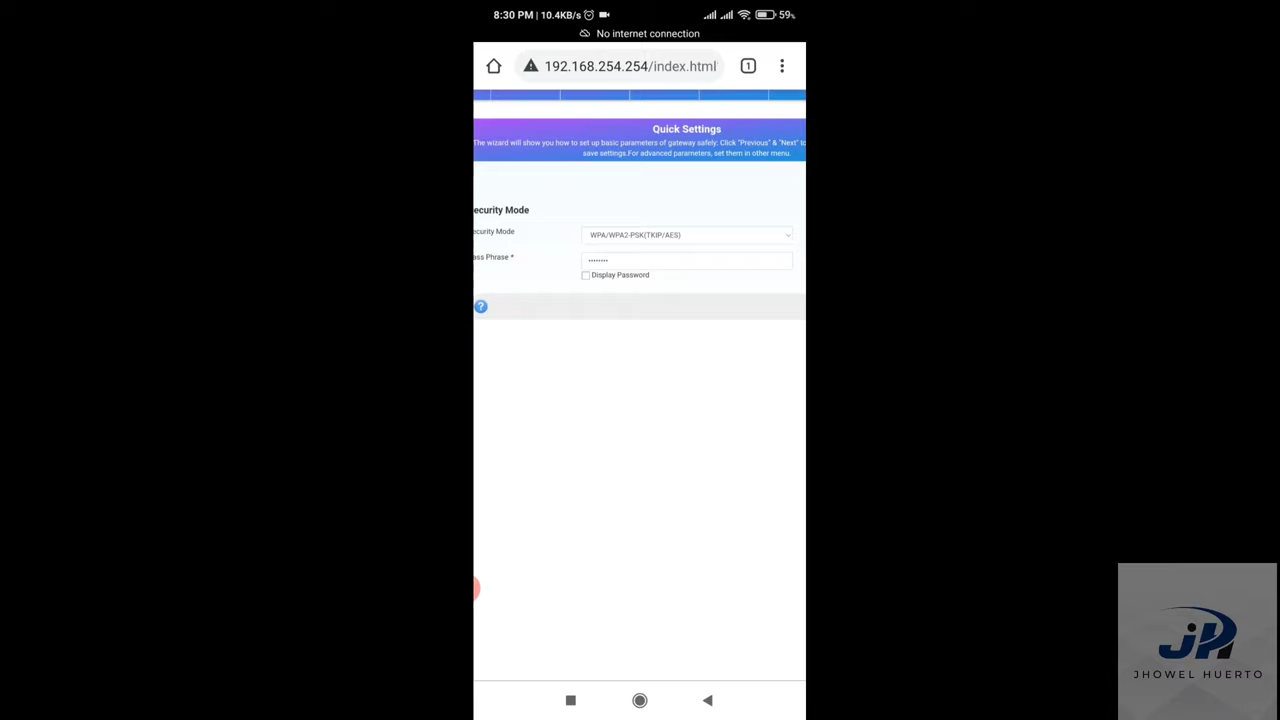 8:30 PM | 10.4KB/s 59%
No internet connection
192.168.254.254/index.html
1
Quick Settings
The wizard will show you how to set up basic parameters of gateway safely. Click "Previous" & "Next" to
save settings.For advanced parameters, set them in other menu.
ecurity Mode
ecurity Mode WPA/WPA2-PSK(TKIP/AES)
ass Phrase * ••••••••
Display Password
?
JH
JHOWEL HUERTO